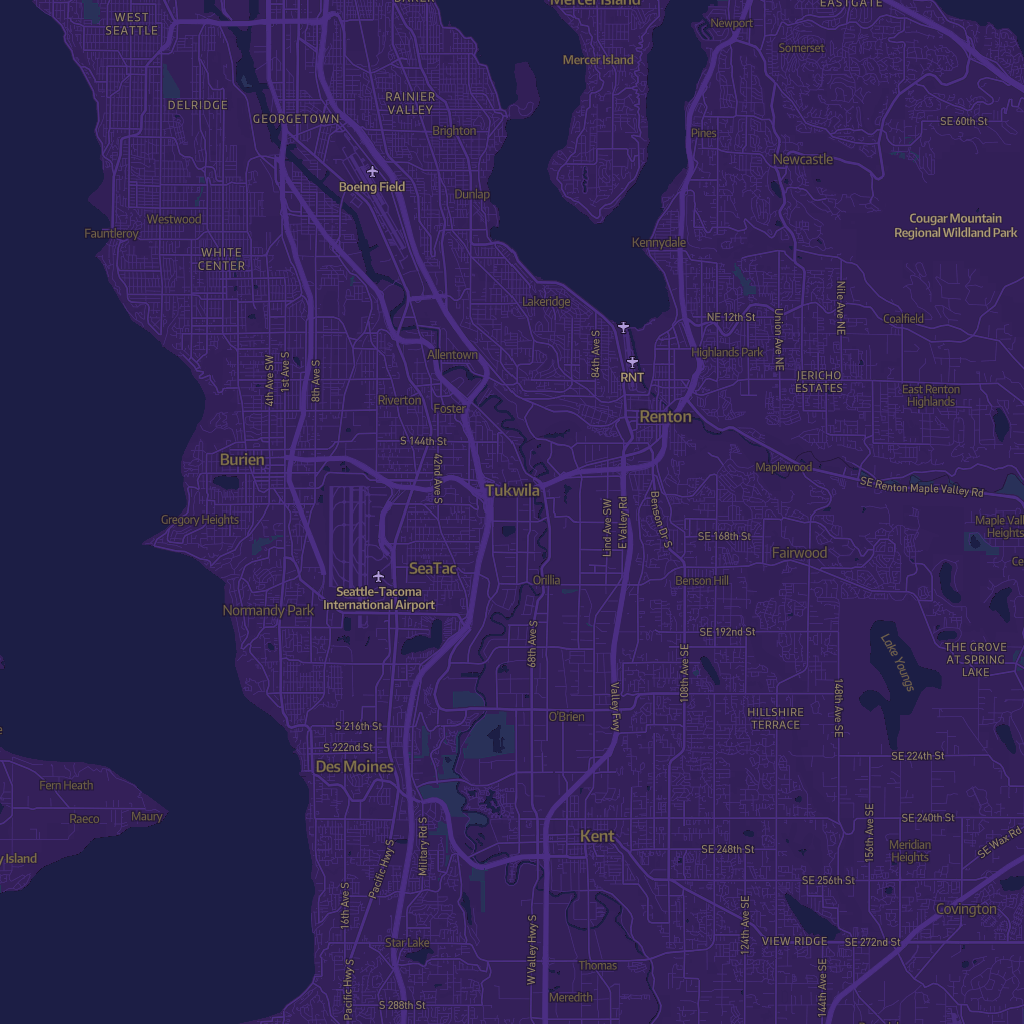 Mercer Island
EASTGATE
WEST
SEATTLE
Newport
Somerset
Mercer Island
RAINIER
VALLEY
DELRIDGE
GEORGETOWN
SE 60th St
Brighton
Pines
Newcastle
Boeing Field
Dunlap
Westwood
Fauntleroy
Cougar Mountain
Regional Wildland Park
Kennydale
WHITE
CENTER
Lakeridge
Nile Ave NE
NE 12th St
Union Ave NE
Coalfield
84th Ave S
Allentown
Highlands Park
4th Ave SW
1st Ave S
8th Ave S
RNT
JERICHO
ESTATES
East Renton
Highlands
Riverton
Foster
Renton
S 144th St
Burien
42nd Ave S
Maplewood
Tukwila
SE Renton Maple Valley Rd
Gregory Heights
Lind Ave SW
E Valley Rd
Benson Dr S
SE 168th St
Fairwood
Heights
SeaTac
Orillia
Benson Hill
Seattle-Tacoma
International Airport
Normandy Park
68th Ave S
SE 192nd St
Lake Youngs
THE GROVE
AT SPRING
LAKE
108th Ave SE
148th Ave SE
Valley Fwy
O'Brien
HILLSHIRE
TERRACE
S 216th St
S 222nd St
SE 224th St
Des Moines
Fern Heath
Raeco
Maury
Island
SE 240th St
156th Ave SE
Kent
SE 248th St
Meridian
Heights
SE Wax Rd
Military Rd S
Pacific Hwy S
SE 256th St
16th Ave S
Covington
124th Ave SE
W Valley Hwy S
Star Lake
VIEW RIDGE
SE 272nd St
Thomas
144th Ave SE
Pacific Hwy S
S 288th St
Meredith